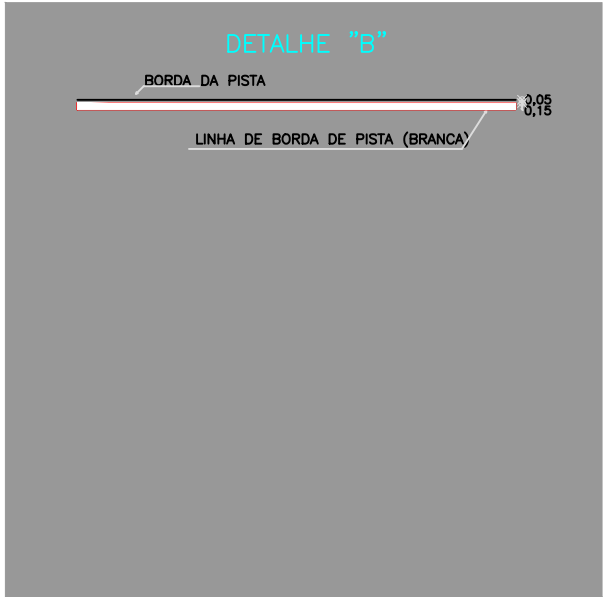 DETALHE "B"
BORDA DA PISTA
0,05
0,15
LINHA DE BORDA DE PISTA (BRANCA)